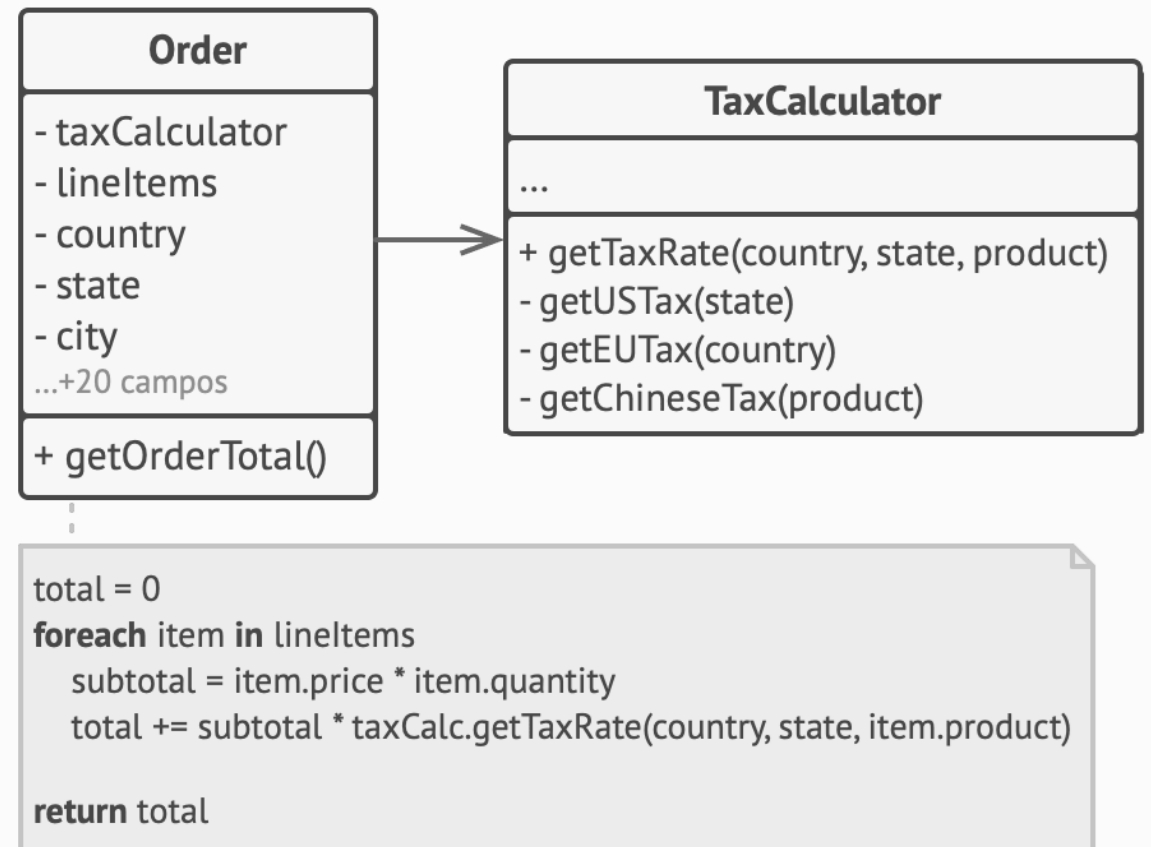 Order
- taxCalculator
- lineItems
- country
- state
- city
...+20 campos
+ getOrderTotal()
TaxCalculator
...
+ getTaxRate(country, state, product)
- getUSTax(state)
- getEUTax(country)
- getChineseTax(product)
total = 0
foreach item in lineItems
subtotal = item.price * item.quantity
total += subtotal * taxCalc.getTaxRate(country, state, item.product)
return total